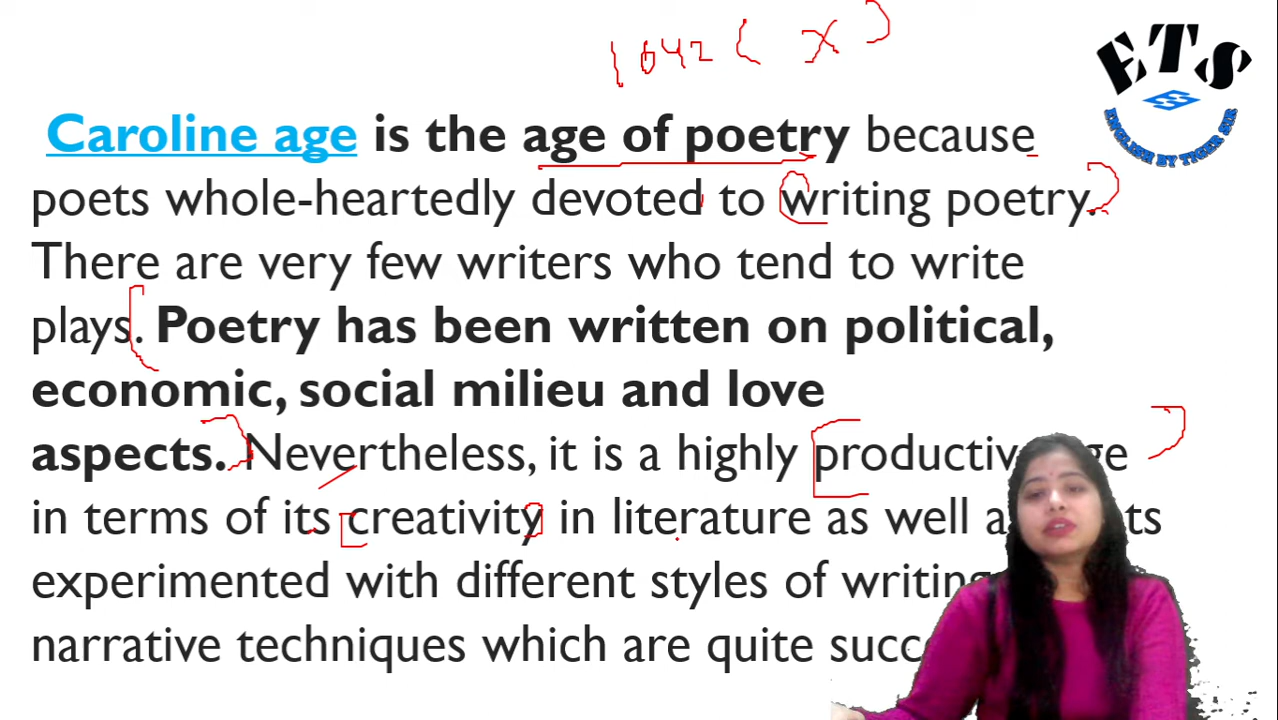 1642 ( X )
ETS
ENGLISH BY TIGER SIR
Caroline age is the age of poetry because
poets whole-heartedly devoted to writing poetry.
There are very few writers who tend to write
plays. Poetry has been written on political,
economic, social milieu and love
aspects. Nevertheless, it is a highly productive age
in terms of its creativity in literature as well
experimented with different styles of writing
narrative techniques which are quite